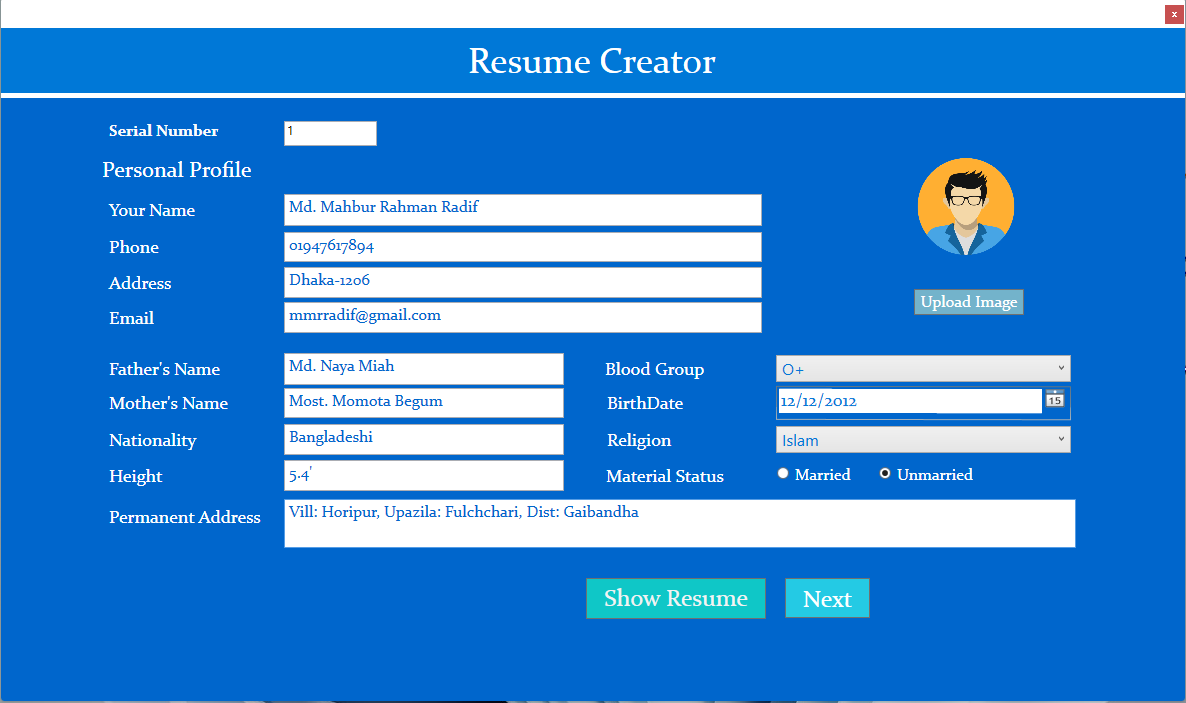 x
Resume Creator
Serial Number 1
Personal Profile
Your Name Md. Mahbur Rahman Radif
Phone 01947617894
Address Dhaka-1206
Email mmrradif@gmail.com
Upload Image
Father's Name Md. Naya Miah Blood Group O+
Mother's Name Most. Momota Begum BirthDate 12/12/2012 15
Nationality Bangladeshi Religion Islam
Height 5.4' Material Status Married Unmarried
Permanent Address Vill: Horipur, Upazila: Fulchchari, Dist: Gaibandha
Show Resume Next